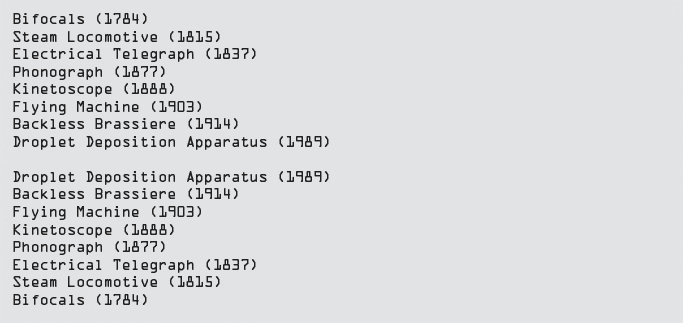 Bifocals (1784)
Steam Locomotive (1815)
Electrical Telegraph (1837)
Phonograph (1877)
Kinetoscope (1888)
Flying Machine (1903)
Backless Brassiere (1914)
Droplet Deposition Apparatus (1989)

Droplet Deposition Apparatus (1989)
Backless Brassiere (1914)
Flying Machine (1903)
Kinetoscope (1888)
Phonograph (1877)
Electrical Telegraph (1837)
Steam Locomotive (1815)
Bifocals (1784)